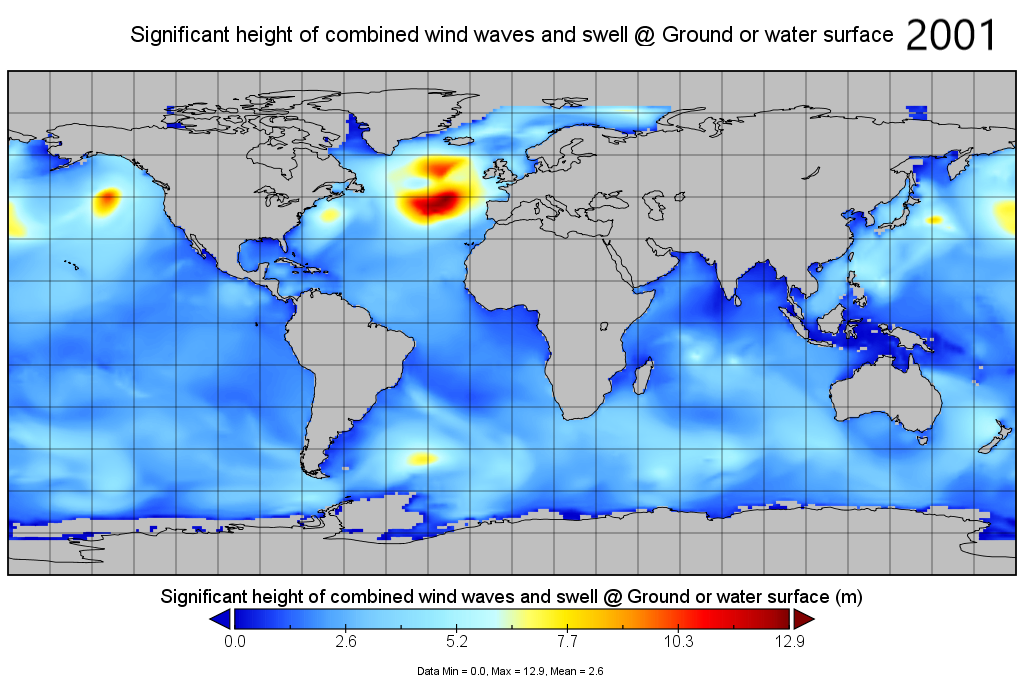 Significant height of combined wind waves and swell @ Ground or water surface 2001
Significant height of combined wind waves and swell @ Ground or water surface (m)
0.0 2.6 5.2 7.7 10.3 12.9
Data Min = 0.0, Max = 12.9, Mean = 2.6